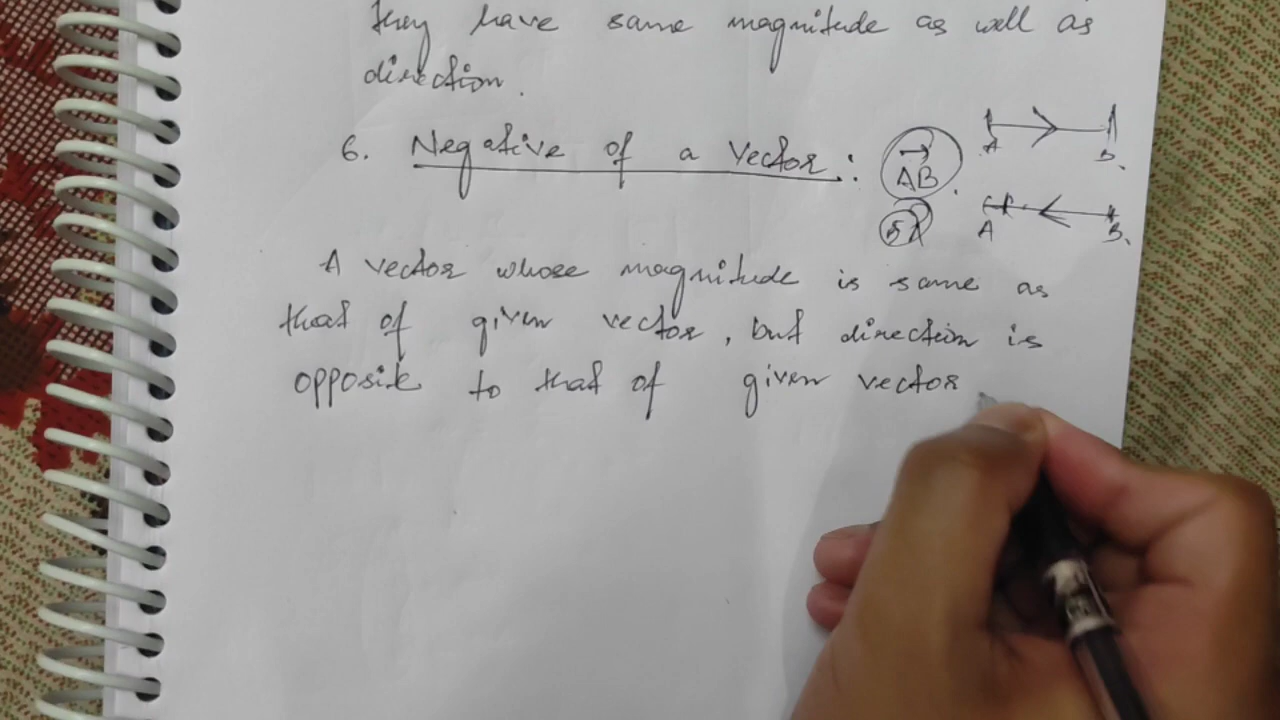 they have same magnitude as well as
direction.
6. Negative of a Vector :
AB
A B.
BA
A B.
A vector whose magnitude is same as
that of given vector, but direction is
opposite to that of given vector